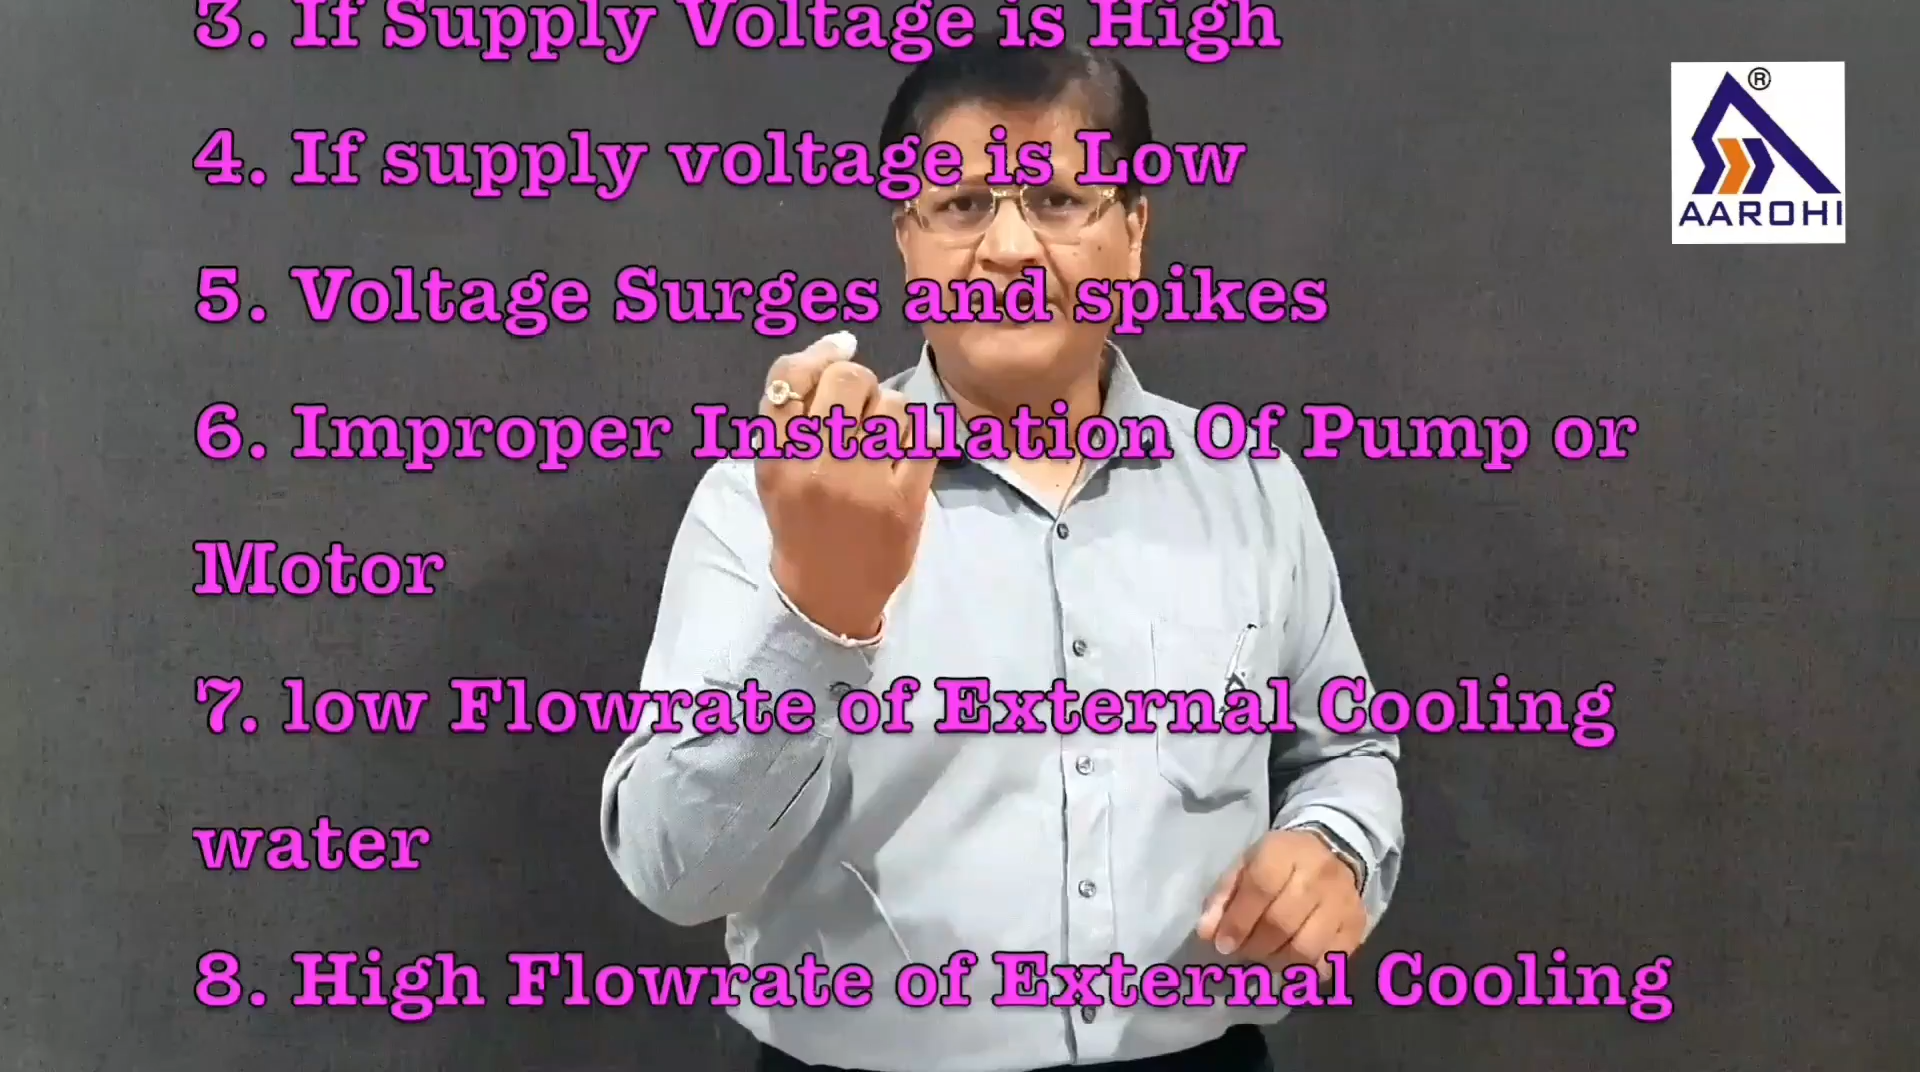 3. If Supply Voltage is High
4. If supply voltage is Low
5. Voltage Surges and spikes
6. Improper Installation Of Pump or
Motor
7. low Flowrate of External Cooling
water
8. High Flowrate of External Cooling
®
AAROHI